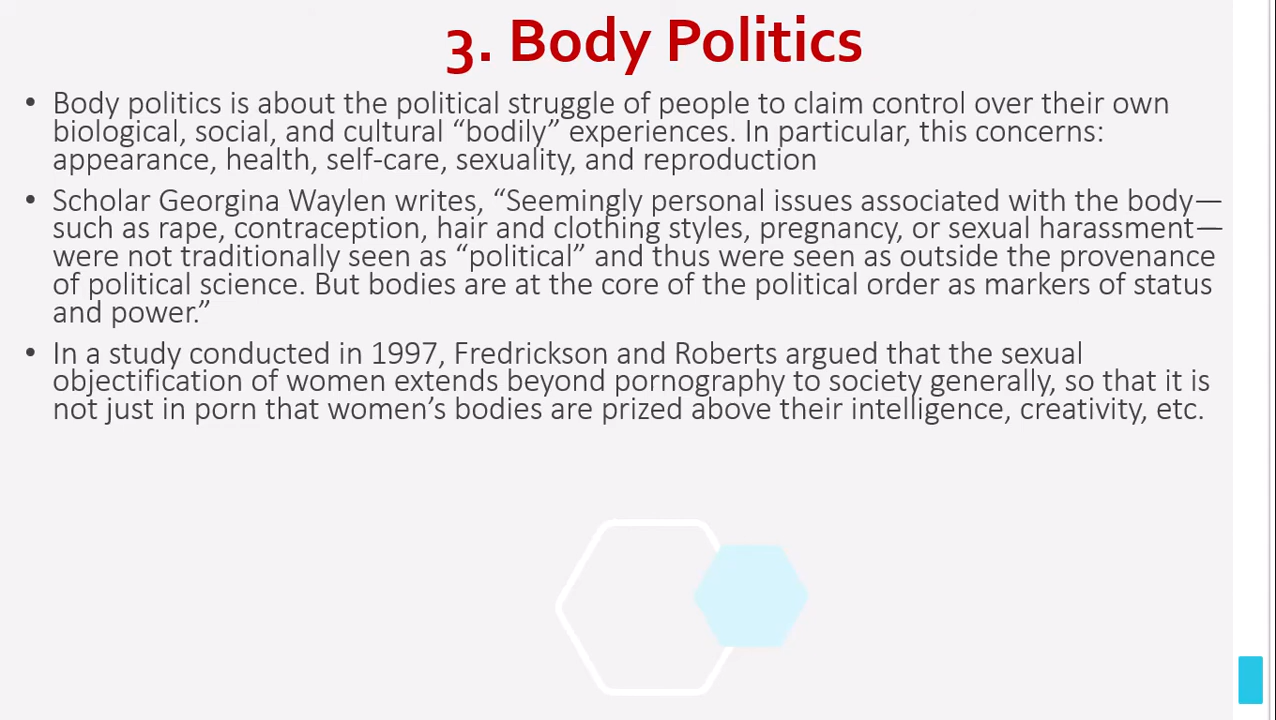 3. Body Politics
• Body politics is about the political struggle of people to claim control over their own
biological, social, and cultural “bodily” experiences. In particular, this concerns:
appearance, health, self-care, sexuality, and reproduction
• Scholar Georgina Waylen writes, “Seemingly personal issues associated with the body—
such as rape, contraception, hair and clothing styles, pregnancy, or sexual harassment—
were not traditionally seen as “political” and thus were seen as outside the provenance
of political science. But bodies are at the core of the political order as markers of status
and power.”
• In a study conducted in 1997, Fredrickson and Roberts argued that the sexual
objectification of women extends beyond pornography to society generally, so that it is
not just in porn that women’s bodies are prized above their intelligence, creativity, etc.